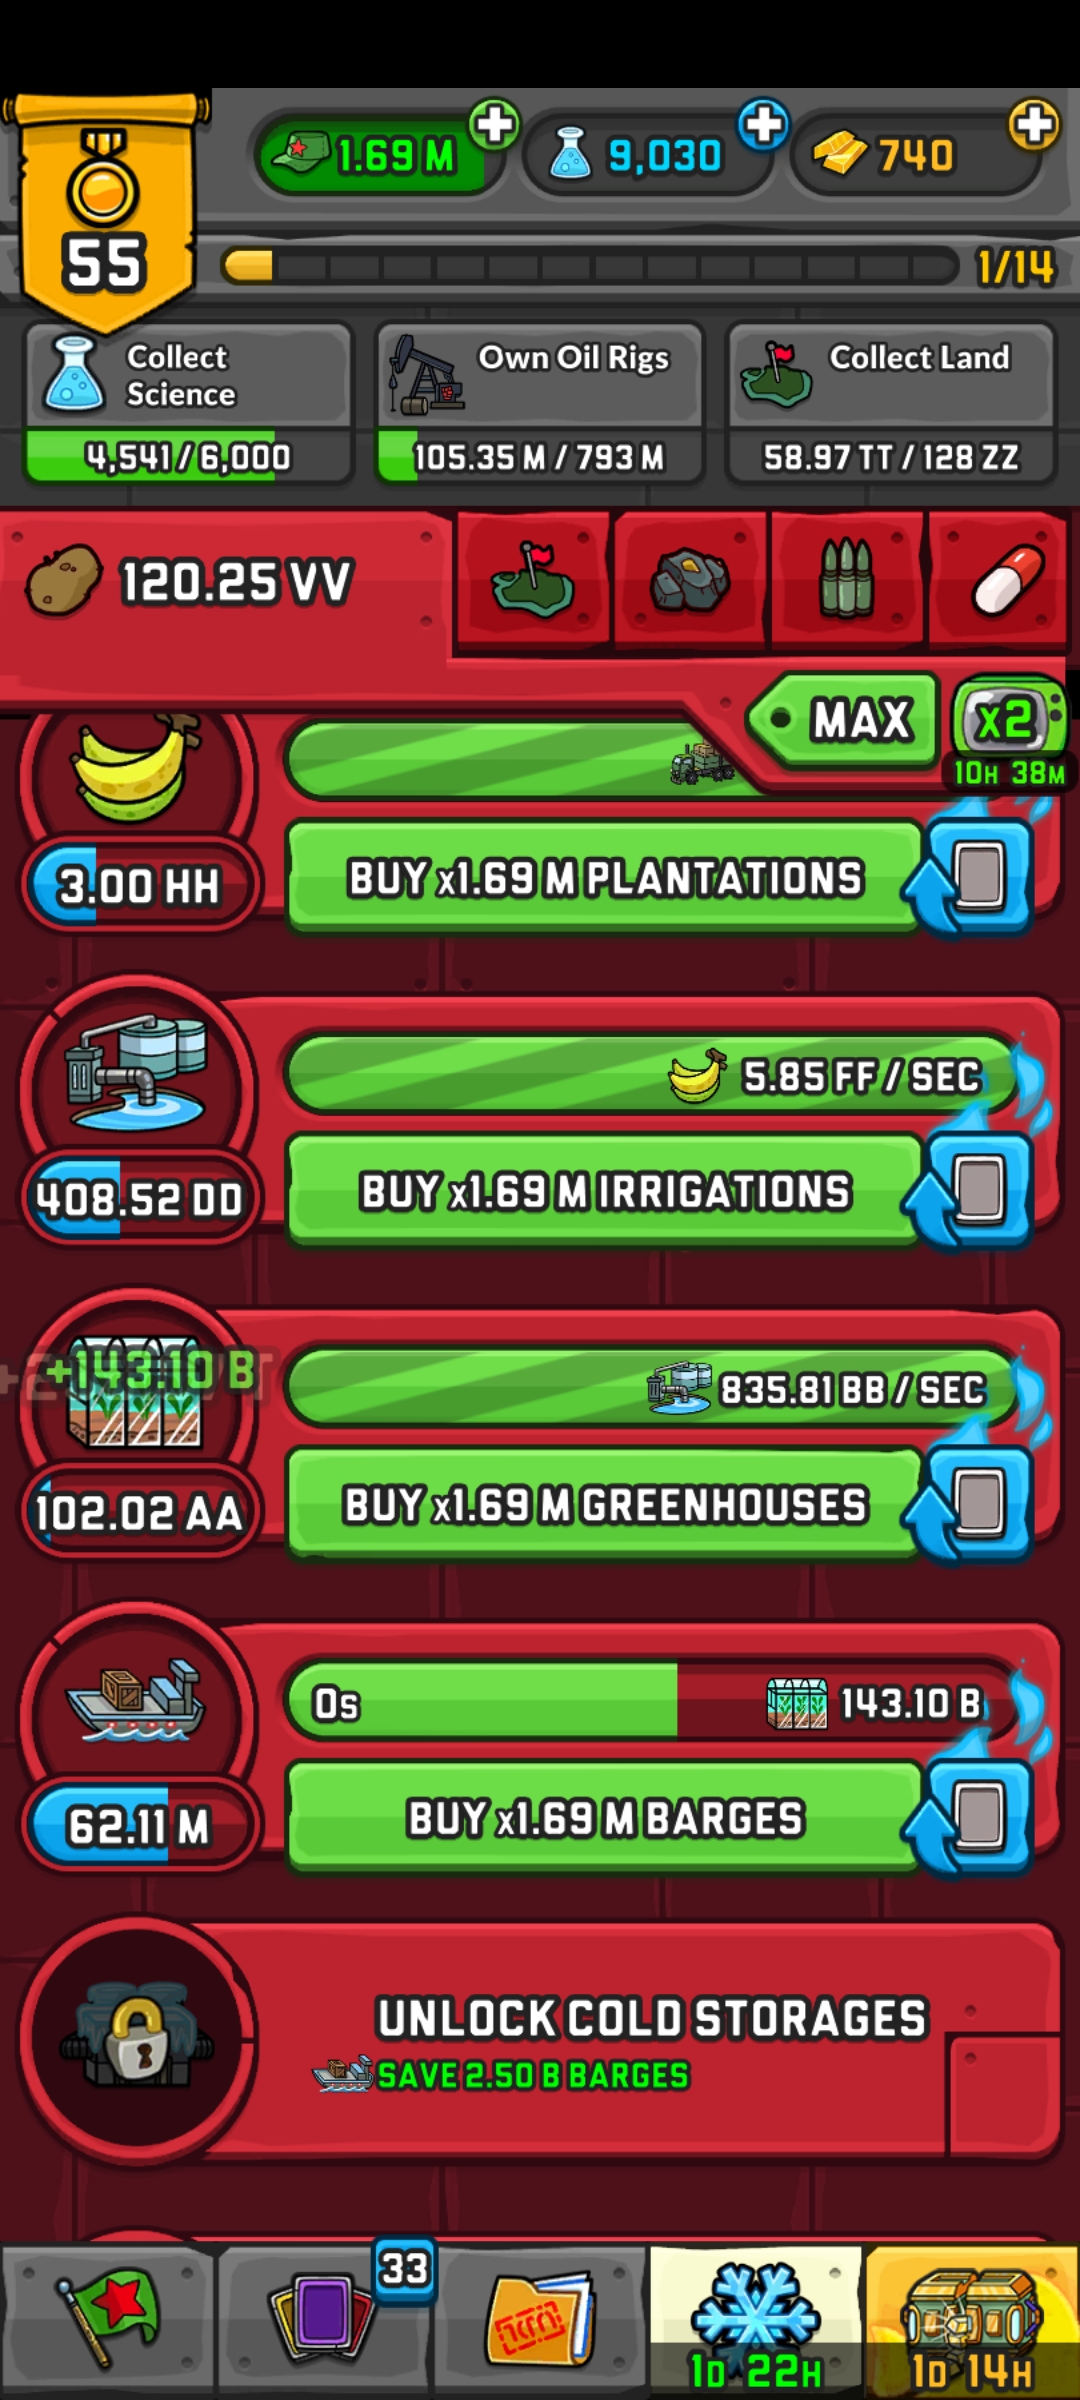 1.69 M
9,030
740
55
1/14
Collect
Science
4,541 / 6,000
Own Oil Rigs
105.35 M / 793 M
Collect Land
58.97 TT / 128 ZZ
120.25 VV
MAX
x2
10H 38M
3.00 HH
BUY x1.69 M PLANTATIONS
5.85 FF / SEC
408.52 DD
BUY x1.69 M IRRIGATIONS
+143.10 B
835.81 BB / SEC
102.02 AA
BUY x1.69 M GREENHOUSES
0s
143.10 B
62.11 M
BUY x1.69 M BARGES
UNLOCK COLD STORAGES
SAVE 2.50 B BARGES
33
1D 22H
1D 14H